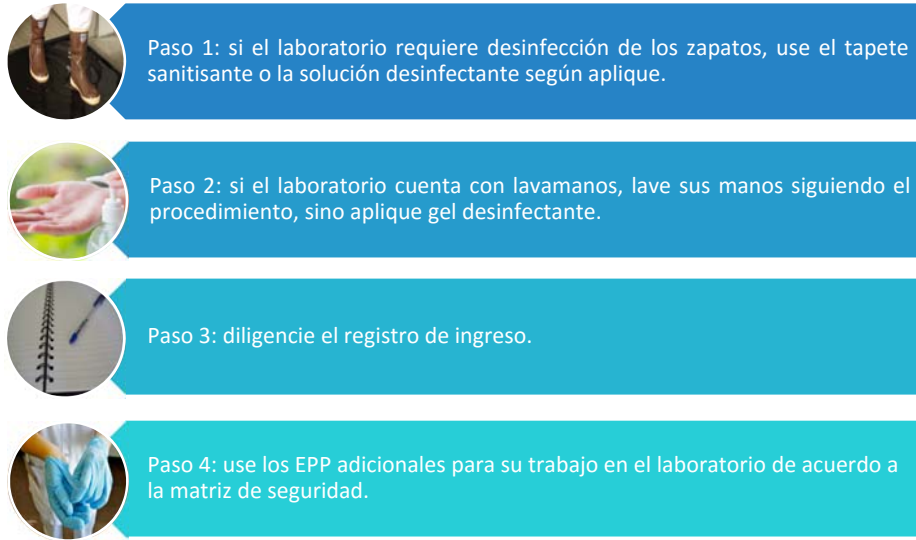 Paso 1: si el laboratorio requiere desinfección de los zapatos, use el tapete
sanitisante o la solución desinfectante según aplique.
Paso 2: si el laboratorio cuenta con lavamanos, lave sus manos siguiendo el
procedimiento, sino aplique gel desinfectante.
Paso 3: diligencie el registro de ingreso.
Paso 4: use los EPP adicionales para su trabajo en el laboratorio de acuerdo a
la matriz de seguridad.